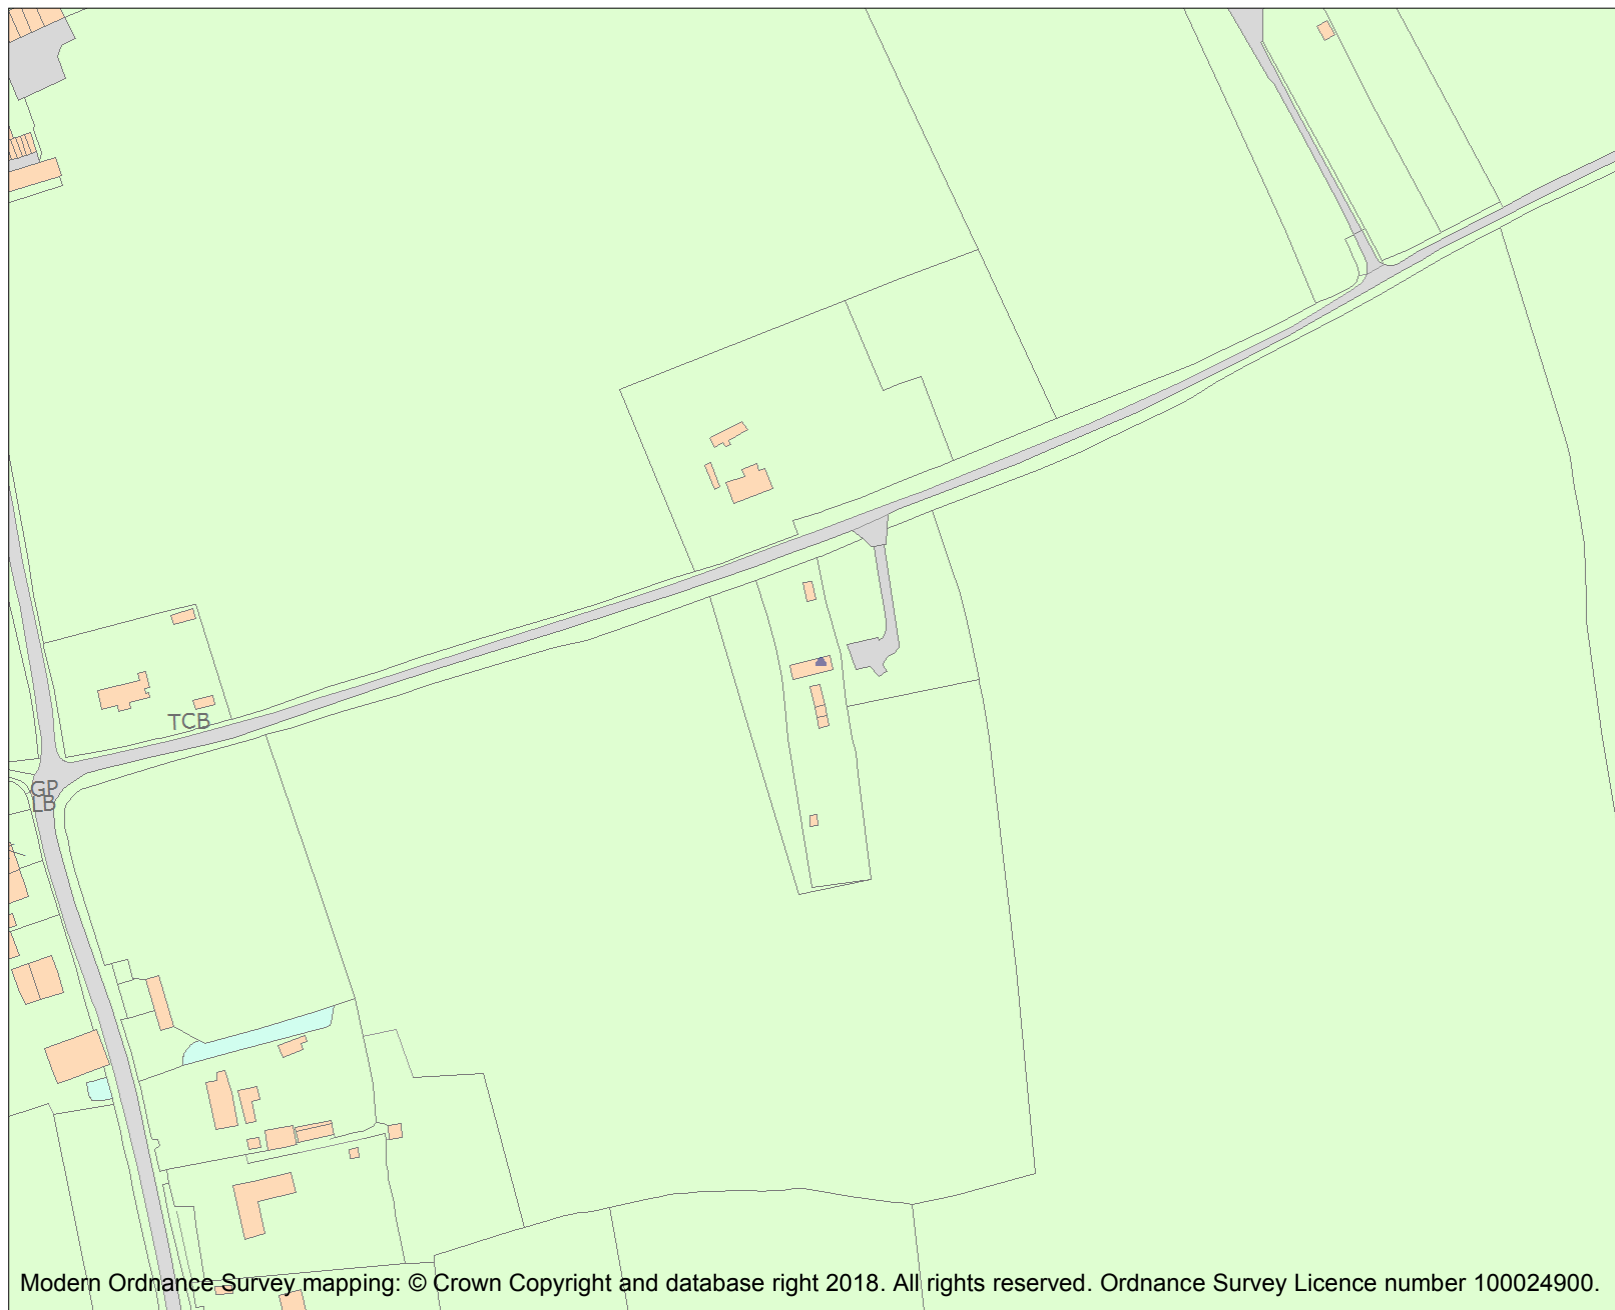 TCB
GP
LB
Modern Ordnance Survey mapping: © Crown Copyright and database right 2018. All rights reserved. Ordnance Survey Licence number 100024900.